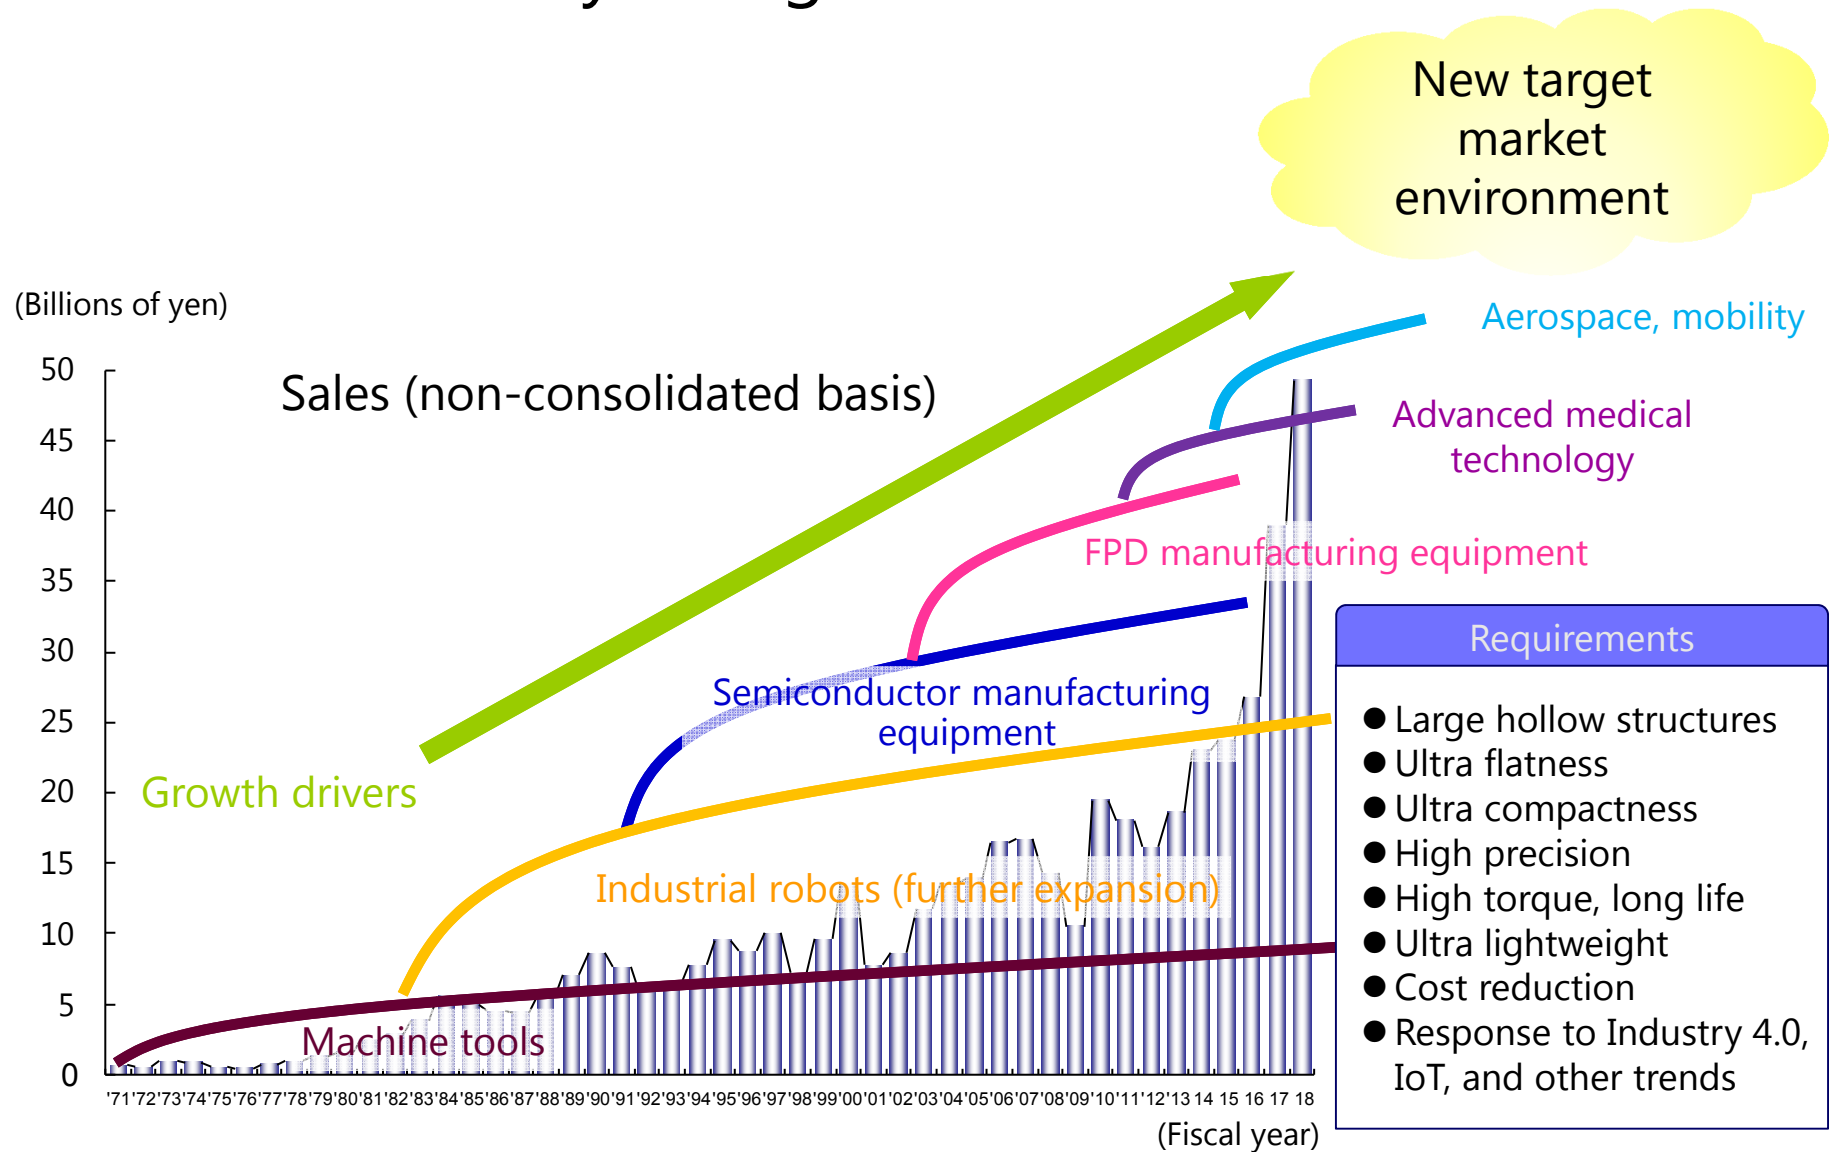 New target
market
environment
(Billions of yen)
Aerospace, mobility
50
Sales (non-consolidated basis)
Advanced medical
technology
45
40
FPD manufacturing equipment
35
30
Requirements
Semiconductor manufacturing
equipment
25
Growth drivers
20
15
Industrial robots (further expansion)
10
5
Machine tools
0
● Large hollow structures
● Ultra flatness
● Ultra compactness
● High precision
● High torque, long life
● Ultra lightweight
● Cost reduction
● Response to Industry 4.0,
IoT, and other trends
'71 '72 '73 '74 '75 '76 '77 '78 '79 '80 '81 '82 '83 '84 '85 '86 '87 '88 '89 '90 '91 '92 '93 '94 '95 '96 '97 '98 '99 '00 '01 '02 '03 '04 '05 '06 '07 '08 '09 '10 '11 '12 '13 14 15 16 17 18
(Fiscal year)